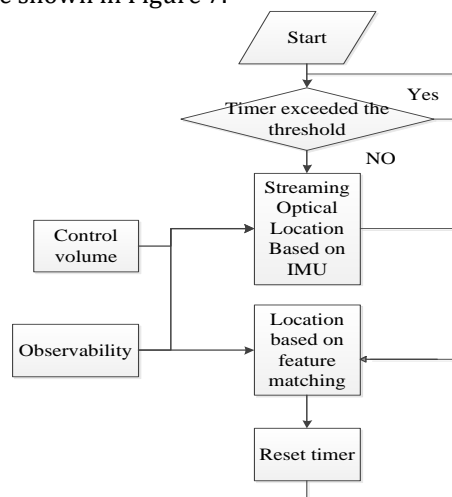 e shown in Figure 7.
Start
Yes
Timer exceeded the
threshold
NO
Streaming
Optical
Location
Based on
IMU
Control
volume
Location
based on
feature
matching
Observability
Reset timer